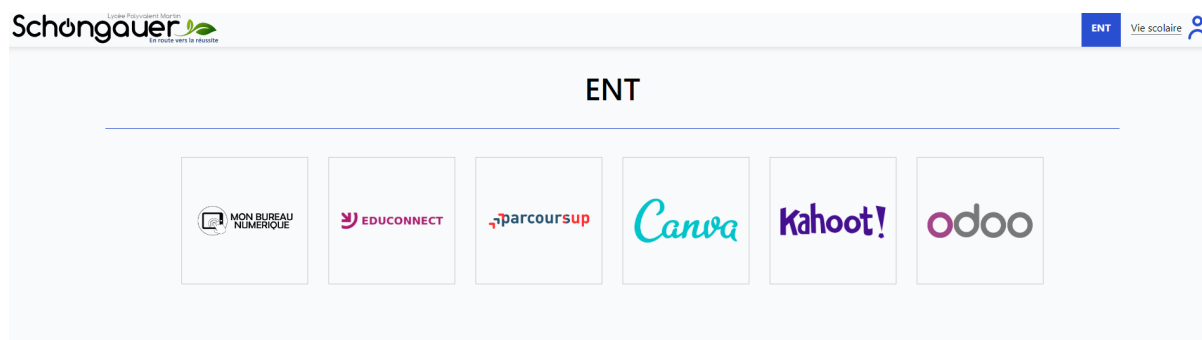 Lycée Polyvalent Martin
Schongauer
En route vers la réussite
ENT
Vie scolaire
ENT
MON BUREAU
NUMERIQUE
EDUCONNECT
parcoursup
Canva
Kahoot!
odoo